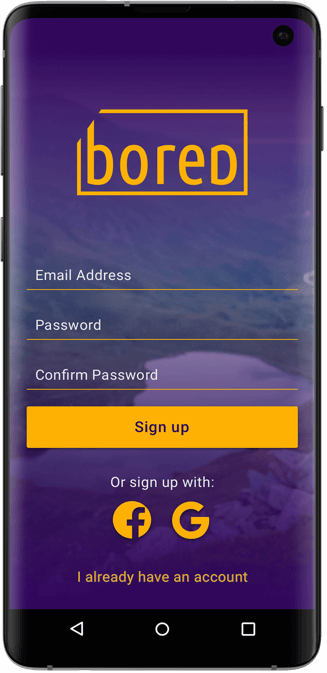 bored
Email Address
Password
Confirm Password
Sign up
Or sign up with:
I already have an account